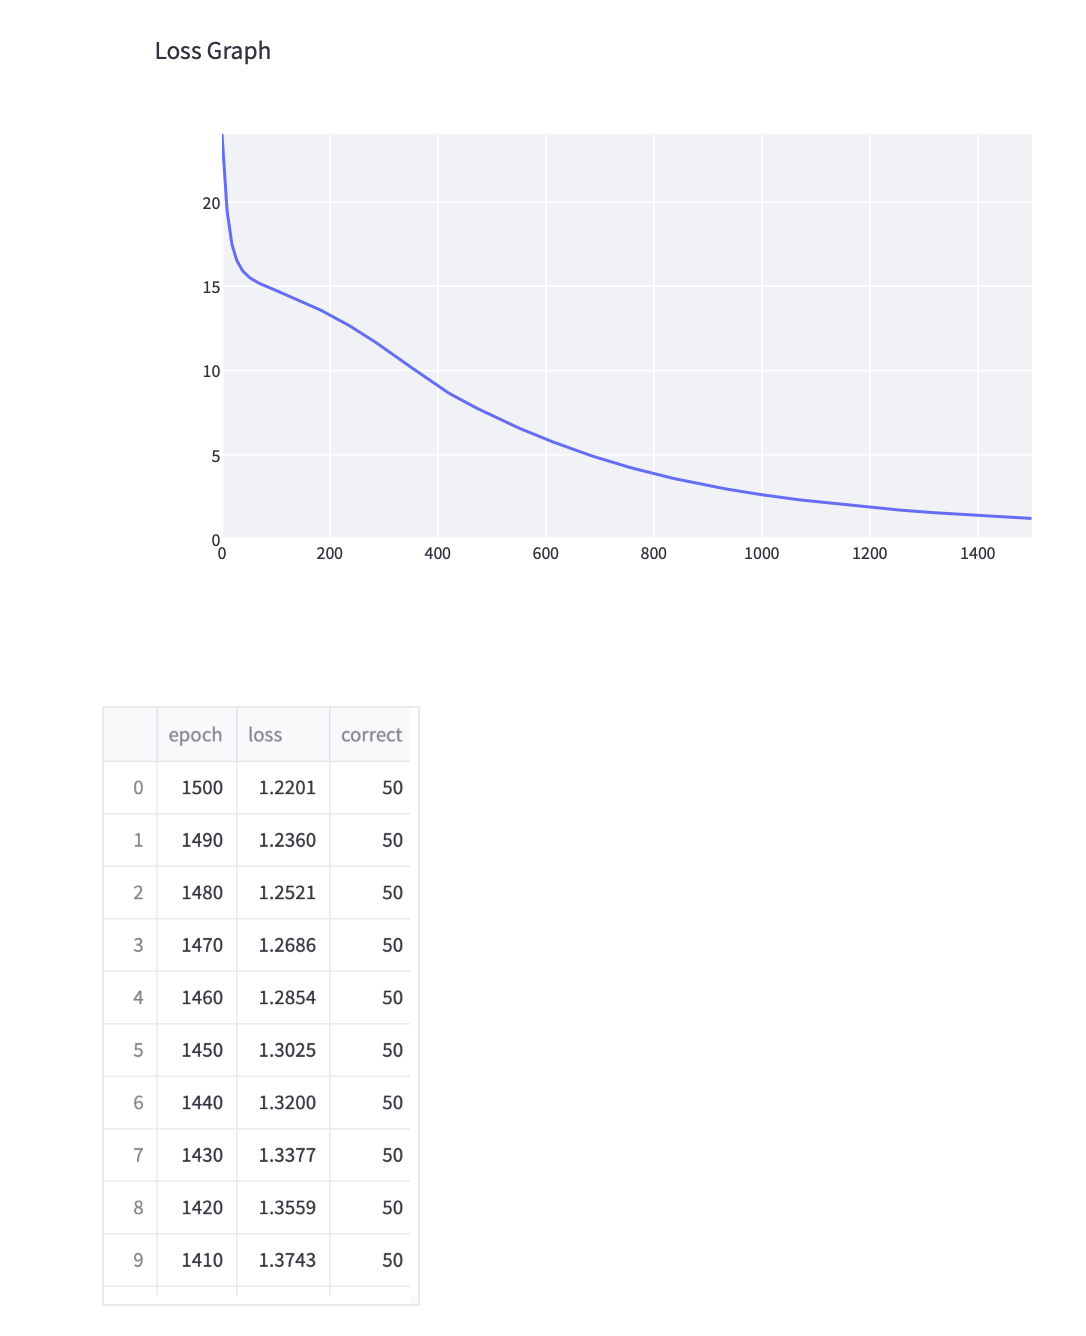 Loss Graph
20
15
10
5
0
0 200 400 600 800 1000 1200 1400
epoch loss correct
0 1500 1.2201 50
1 1490 1.2360 50
2 1480 1.2521 50
3 1470 1.2686 50
4 1460 1.2854 50
5 1450 1.3025 50
6 1440 1.3200 50
7 1430 1.3377 50
8 1420 1.3559 50
9 1410 1.3743 50